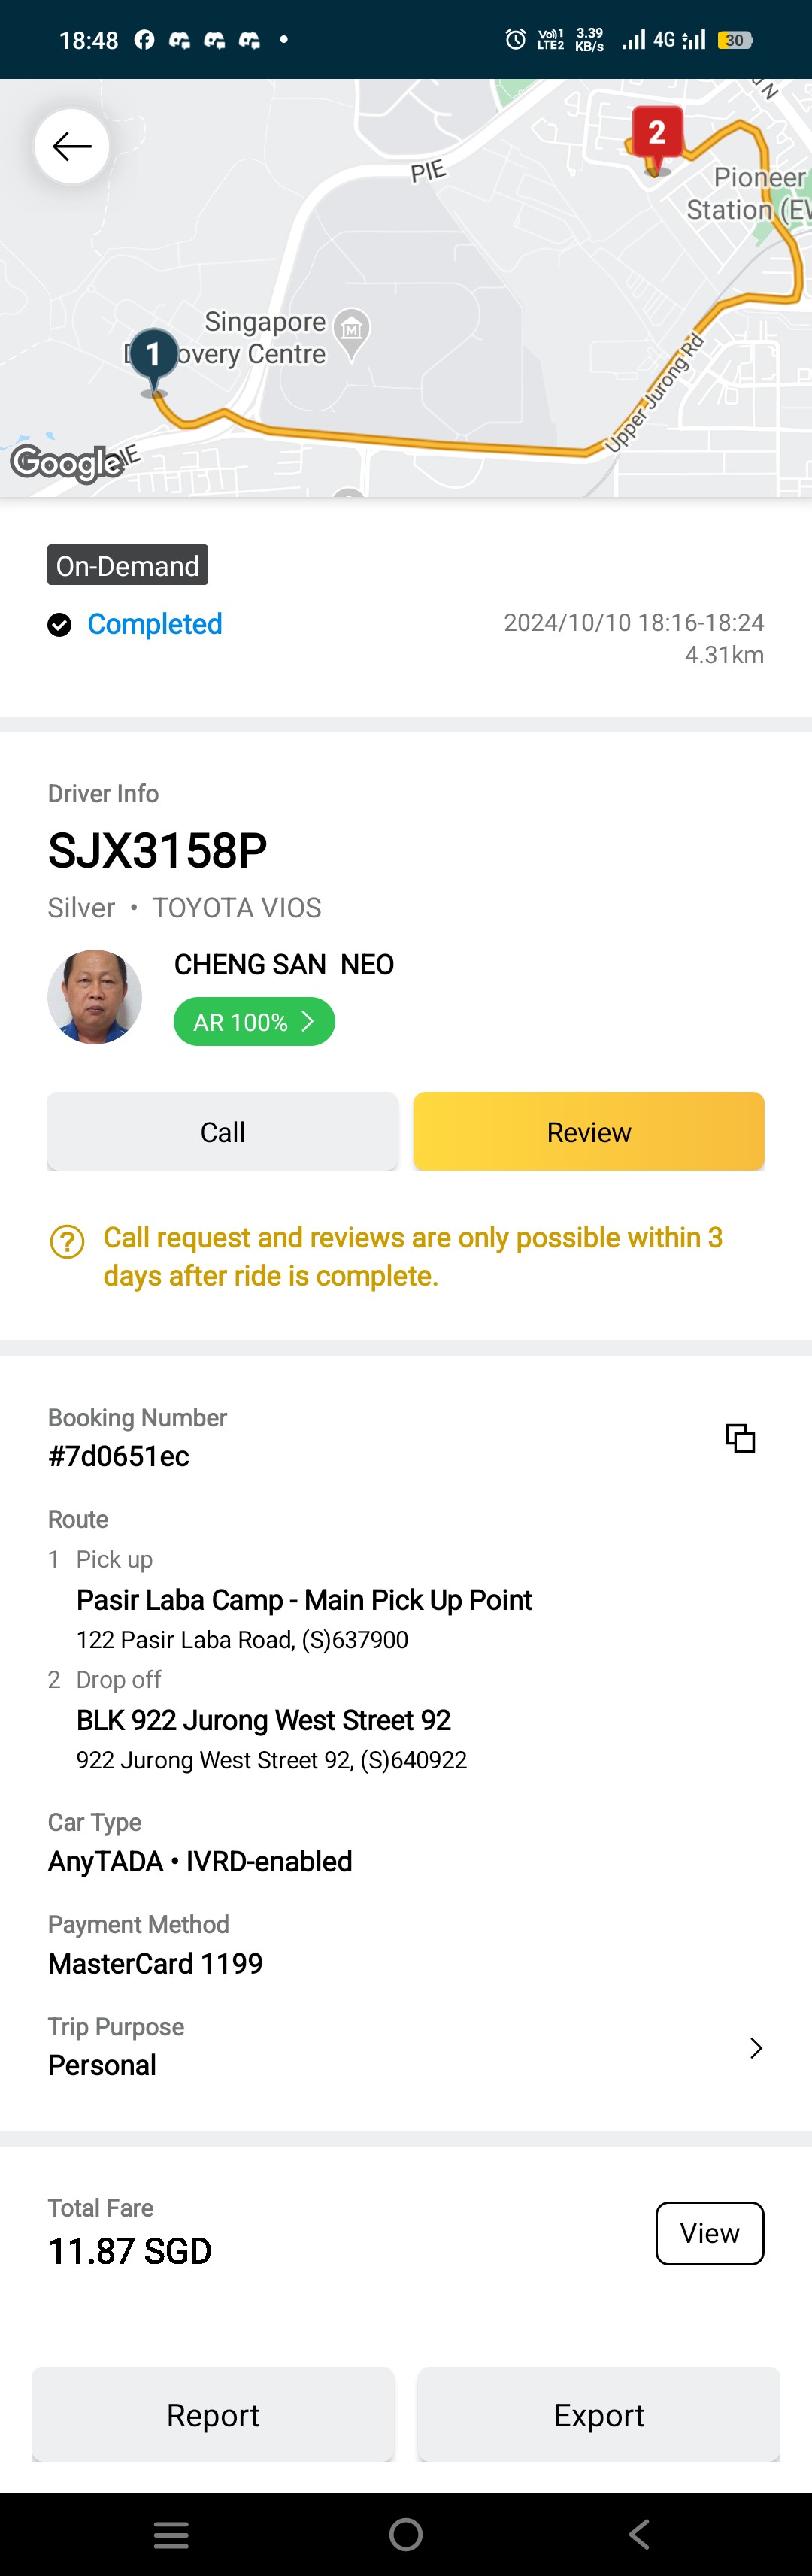 18:48
Vo)) 1
LTE2
3.39
KB/s
4G
30
PIE
2
Pioneer
Singapore
1
overy Centre
Upper Jurong Rd
Google
IE
On-Demand
Completed
2024/10/10 18:16-18:24
4.31km
Driver Info
SJX3158P
Silver • TOYOTA VIOS
CHENG SAN  NEO
AR 100%
Call
Review
Call request and reviews are only possible within 3
days after ride is complete.
Booking Number
#7d0651ec
Route
1 Pick up
Pasir Laba Camp - Main Pick Up Point
122 Pasir Laba Road, (S)637900
2 Drop off
BLK 922 Jurong West Street 92
922 Jurong West Street 92, (S)640922
Car Type
AnyTADA • IVRD-enabled
Payment Method
MasterCard 1199
Trip Purpose
Personal
Total Fare
11.87 SGD
View
Report
Export